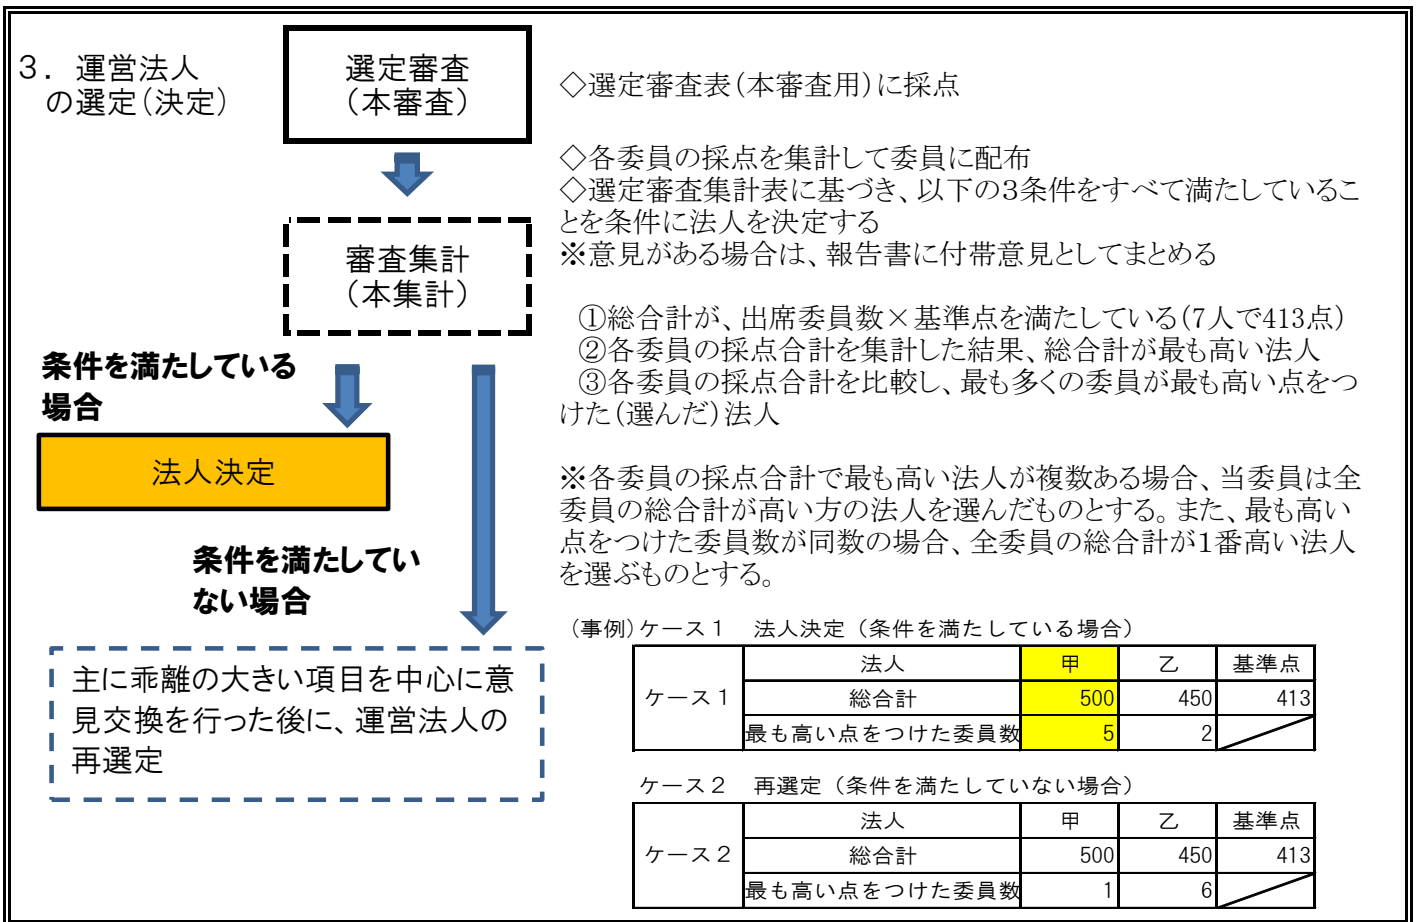 ３．運営法人
の選定（決定）
選定審査
（本審査）
◇選定審査表（本審査用）に採点
◇各委員の採点を集計して委員に配布
◇選定審査集計表に基づき、以下の３条件をすべて満たしているこ
とを条件に法人を決定する
※意見がある場合は、報告書に付帯意見としてまとめる
審査集計
（本集計）
①総合計が、出席委員数×基準点を満たしている（7人で413点）
②各委員の採点合計を集計した結果、総合計が最も高い法人
③各委員の採点合計を比較し、最も多くの委員が最も高い点をつ
けた（選んだ）法人
条件を満たしている
場合
法人決定
※各委員の採点合計で最も高い法人が複数ある場合、当委員は全
委員の総合計が高い方の法人を選んだものとする。また、最も高い
点をつけた委員数が同数の場合、全委員の総合計が１番高い法人
を選ぶものとする。
条件を満たしてい
ない場合
主に乖離の大きい項目を中心に意
見交換を行った後に、運営法人の
再選定
（事例）ケース１　法人決定（条件を満たしている場合）
法人 甲 乙 基準点
ケース１ 総合計 500 450 413
最も高い点をつけた委員数 5 2
ケース２　再選定（条件を満たしていない場合）
法人 甲 乙 基準点
ケース２ 総合計 500 450 413
最も高い点をつけた委員数 1 6